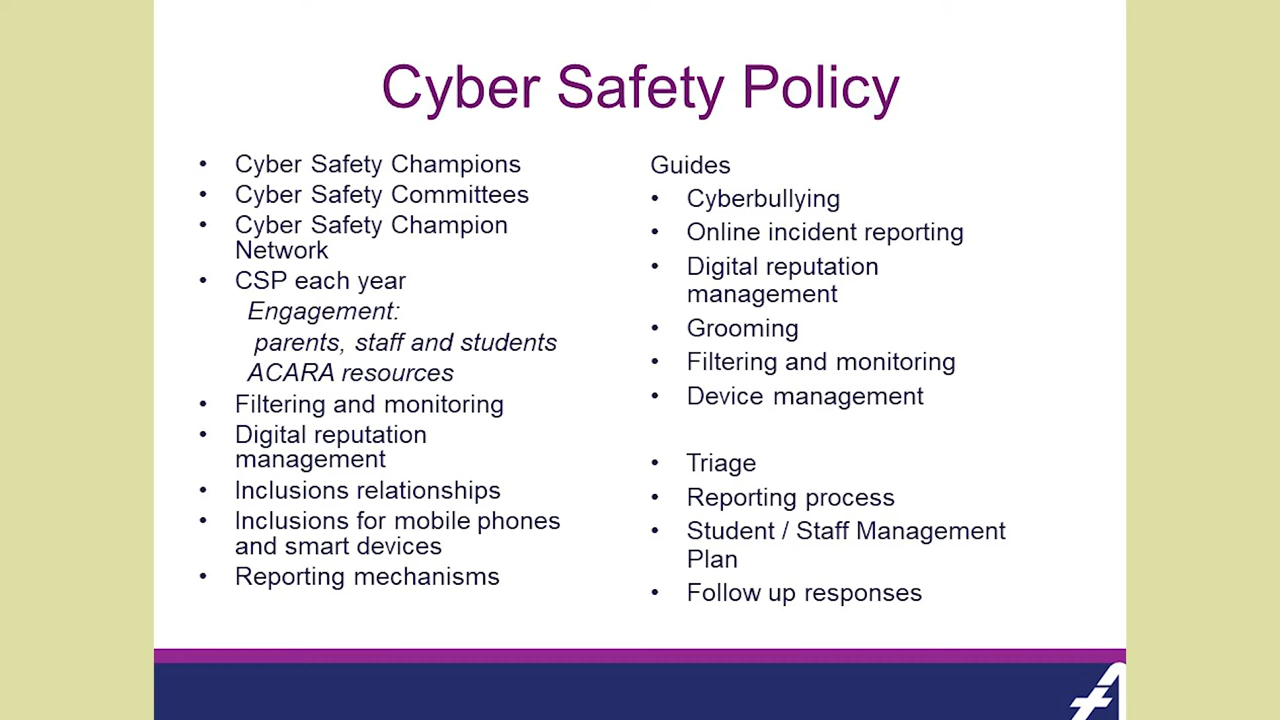 Cyber Safety Policy
• Cyber Safety Champions
• Cyber Safety Committees
• Cyber Safety Champion
Network
• CSP each year
Engagement:
parents, staff and students
ACARA resources
• Filtering and monitoring
• Digital reputation
management
• Inclusions relationships
• Inclusions for mobile phones
and smart devices
• Reporting mechanisms
Guides
• Cyberbullying
• Online incident reporting
• Digital reputation
management
• Grooming
• Filtering and monitoring
• Device management
• Triage
• Reporting process
• Student / Staff Management
Plan
• Follow up responses